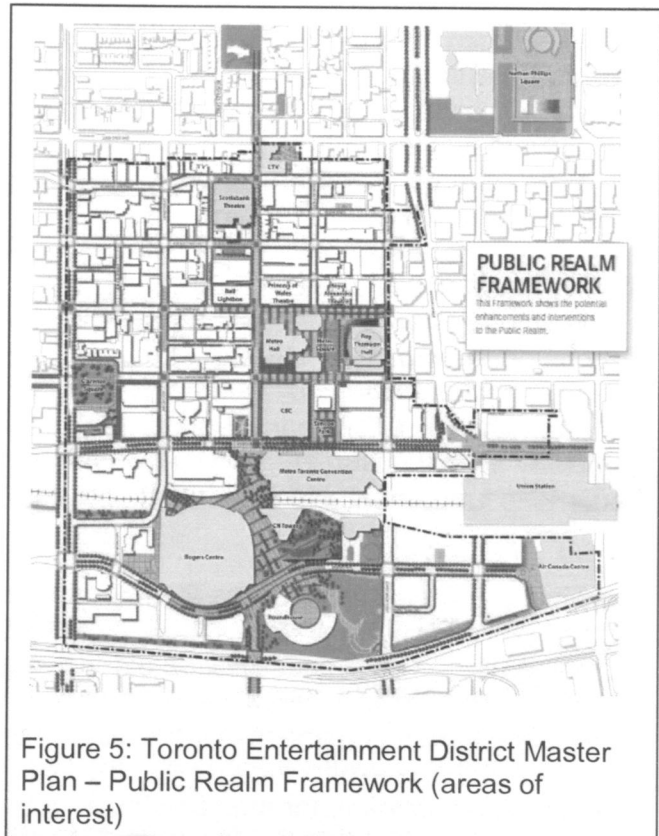 Nathan Phillips
Square
CTV
Scotiabank
Theatre
PUBLIC REALM
FRAMEWORK
This Framework shows the potential
enhancements and interventions
to the Public Realm.
Bell
Lightbox
Princess of
Wales
Theatre
Royal
Alexandra
Theatre
Metro
Hall
Roy
Thomson
Hall
CBC
Metro Toronto Convention
Centre
Union Station
CN Tower
Rogers Centre
Air Canada Centre
Roundhouse
Figure 5: Toronto Entertainment District Master
Plan – Public Realm Framework (areas of
interest)